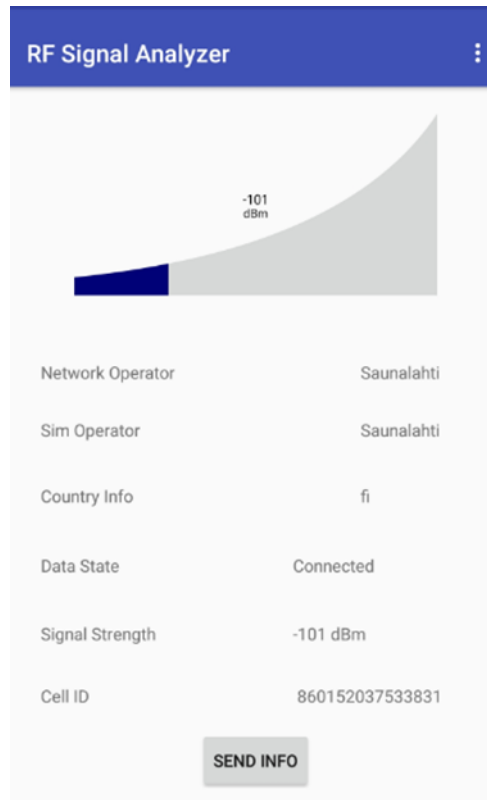 RF Signal Analyzer
-101
dBm
Network Operator Saunalahti
Sim Operator Saunalahti
Country Info fi
Data State Connected
Signal Strength -101 dBm
Cell ID 860152037533831
SEND INFO